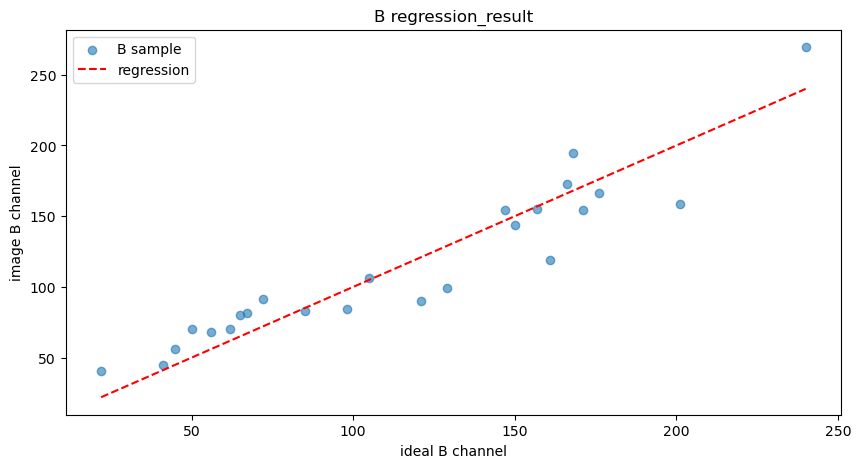 B regression_result
B sample
regression
image B channel
250
200
150
100
50
50
100
150
200
250
ideal B channel